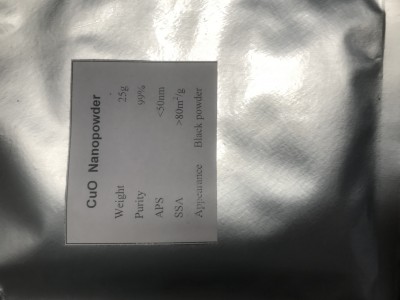 CuO Nanopowder
Weight 25g
Purity 99%
APS <50nm
SSA >80m²/g
Appearance Black powder